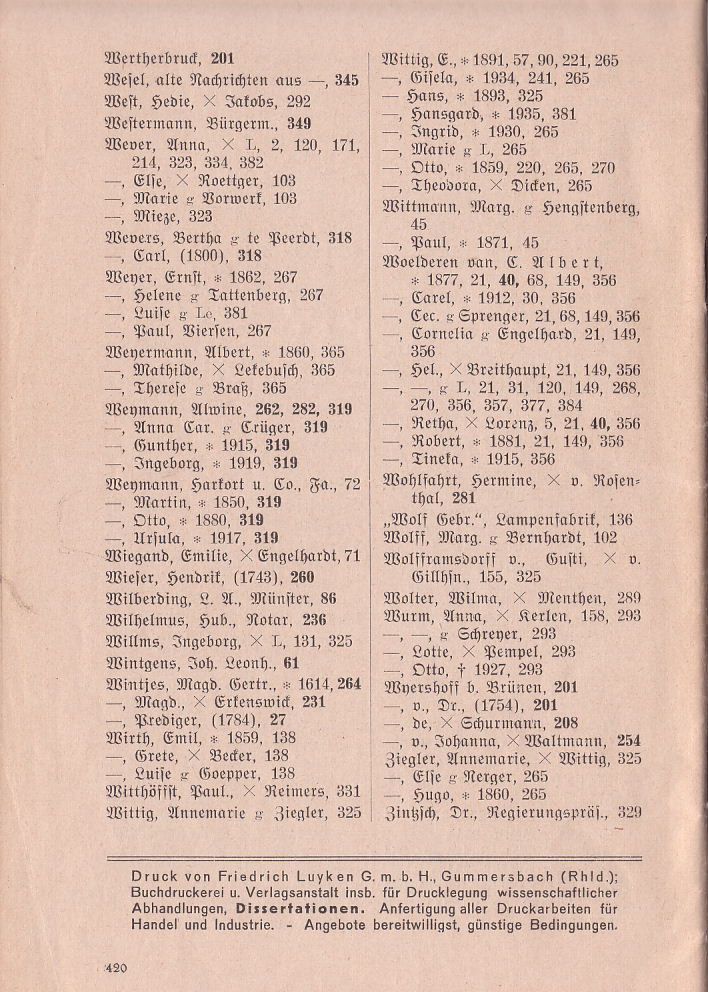 Wertherbruch, 201
Wesel, alte Nachrichten aus —, 345
West, Hedie, × Jakobs, 292
Westermann, Bürgerm., 349
Wever, Anna, × L, 2, 120, 171,
214, 323, 334, 382
—, Else, × Roettger, 103
—, Marie g Vorwerk, 103
—, Mieze, 323
Wevers, Bertha g te Peerdt, 318
—, Carl, (1800), 318
Weyer, Ernst, * 1862, 267
—, Helene g Tattenberg, 267
—, Luise g Le, 381
—, Paul, Viersen, 267
Weyermann, Albert, * 1860, 365
—, Mathilde, × Lekebusch, 365
—, Therese g Braß, 365
Weymann, Alwine, 262, 282, 319
—, Anna Car. g Crüger, 319
—, Gunther, * 1915, 319
—, Ingeborg, * 1919, 319
Weymann, Harkort u. Co., Fa., 72
—, Martin, * 1850, 319
—, Otto, * 1880, 319
—, Ursula, * 1917, 319
Wiegand, Emilie, × Engelhardt, 71
Wieser, Hendrik, (1743), 260
Wilberding, L. A., Münster, 86
Wilhelmus, Hub., Notar, 236
Willms, Ingeborg, × L, 131, 325
Wintgens, Joh. Leonh., 61
Wintjes, Magd. Gertr., * 1614, 264
—, Magd., × Erkenswick, 231
—, Prediger, (1784), 27
Wirth, Emil, * 1859, 138
—, Grete, × Becker, 138
—, Luise g Goepper, 138
Witthöfft, Paul., × Reimers, 331
Wittig, Annemarie g Ziegler, 325
Wittig, E., * 1891, 57, 90, 221, 265
—, Gisela, * 1934, 241, 265
— Hans, * 1893, 325
—, Hansgard, * 1935, 381
—, Ingrid, * 1930, 265
—, Marie g L, 265
—, Otto, * 1859, 220, 265, 270
—, Theodora, × Dicken, 265
Wittmann, Marg. g Hengstenberg,
45
—, Paul, * 1871, 45
Woelderen van, C. Albert,
* 1877, 21, 40, 68, 149, 356
—, Carel, * 1912, 30, 356
—, Cec. g Sprenger, 21, 68, 149, 356
—, Cornelia g Engelhard, 21, 149,
356
—, Hel., × Breithaupt, 21, 149, 356
—, —, g L, 21, 31, 120, 149, 268,
270, 356, 357, 377, 384
—, Retha, × Lorenz, 5, 21, 40, 356
—, Robert, * 1881, 21, 149, 356
—, Tineka, * 1915, 356
Wohlfahrt, Hermine, × v. Rosen-
thal, 281
„Wolf Gebr.“, Lampenfabrik, 136
Wolff, Marg. g Bernhardt, 102
Wolfframsdorff v., Gusti, × v.
Gillhsn., 155, 325
Wolter, Wilma, × Menthen, 289
Wurm, Anna, × Kerlen, 158, 293
—, —, g Schreyer, 293
—, Lotte, × Pempel, 293
—, Otto, † 1927, 293
Wyershoff b. Brünen, 201
—, v., Dr., (1754), 201
—, de, × Schurmann, 208
—, v., Johanna, × Waltmann, 254
Ziegler, Annemarie, × Wittig, 325
—, Else g Nerger, 265
—, Hugo, * 1860, 265
Zintzsch, Dr., Regierungspräs., 329
Druck von Friedrich Luyken G. m. b. H., Gummersbach (Rhld.);
Buchdruckerei u. Verlagsanstalt insb. für Drucklegung wissenschaftlicher
Abhandlungen, Dissertationen. Anfertigung aller Druckarbeiten für
Handel und Industrie. - Angebote bereitwilligst, günstige Bedingungen.
420